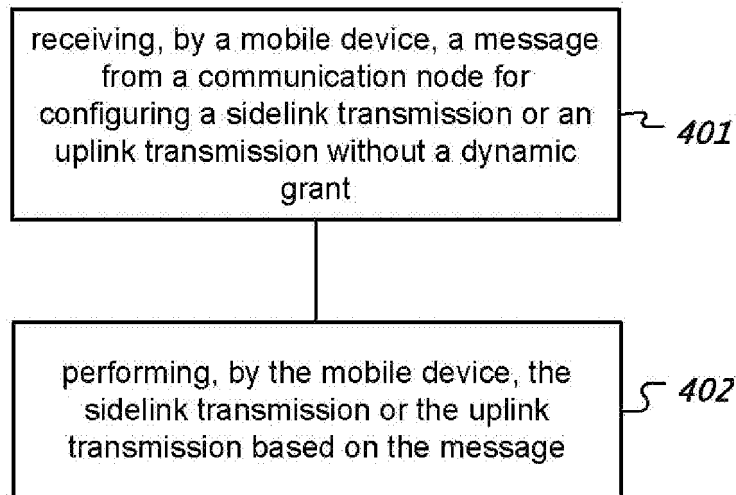 receiving, by a mobile device, a message
from a communication node for
configuring a sidelink transmission or an
uplink transmission without a dynamic
grant
401
performing, by the mobile device, the
sidelink transmission or the uplink
transmission based on the message
402